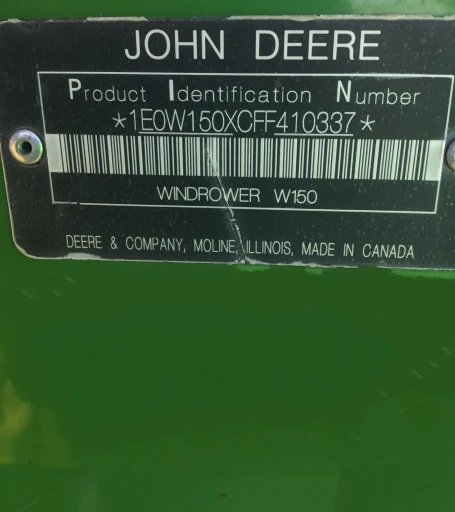 JOHN DEERE
Product Identification Number
*1E0W150XCFF410337*
WINDROWER W150
DEERE & COMPANY, MOLINE, ILLINOIS, MADE IN CANADA